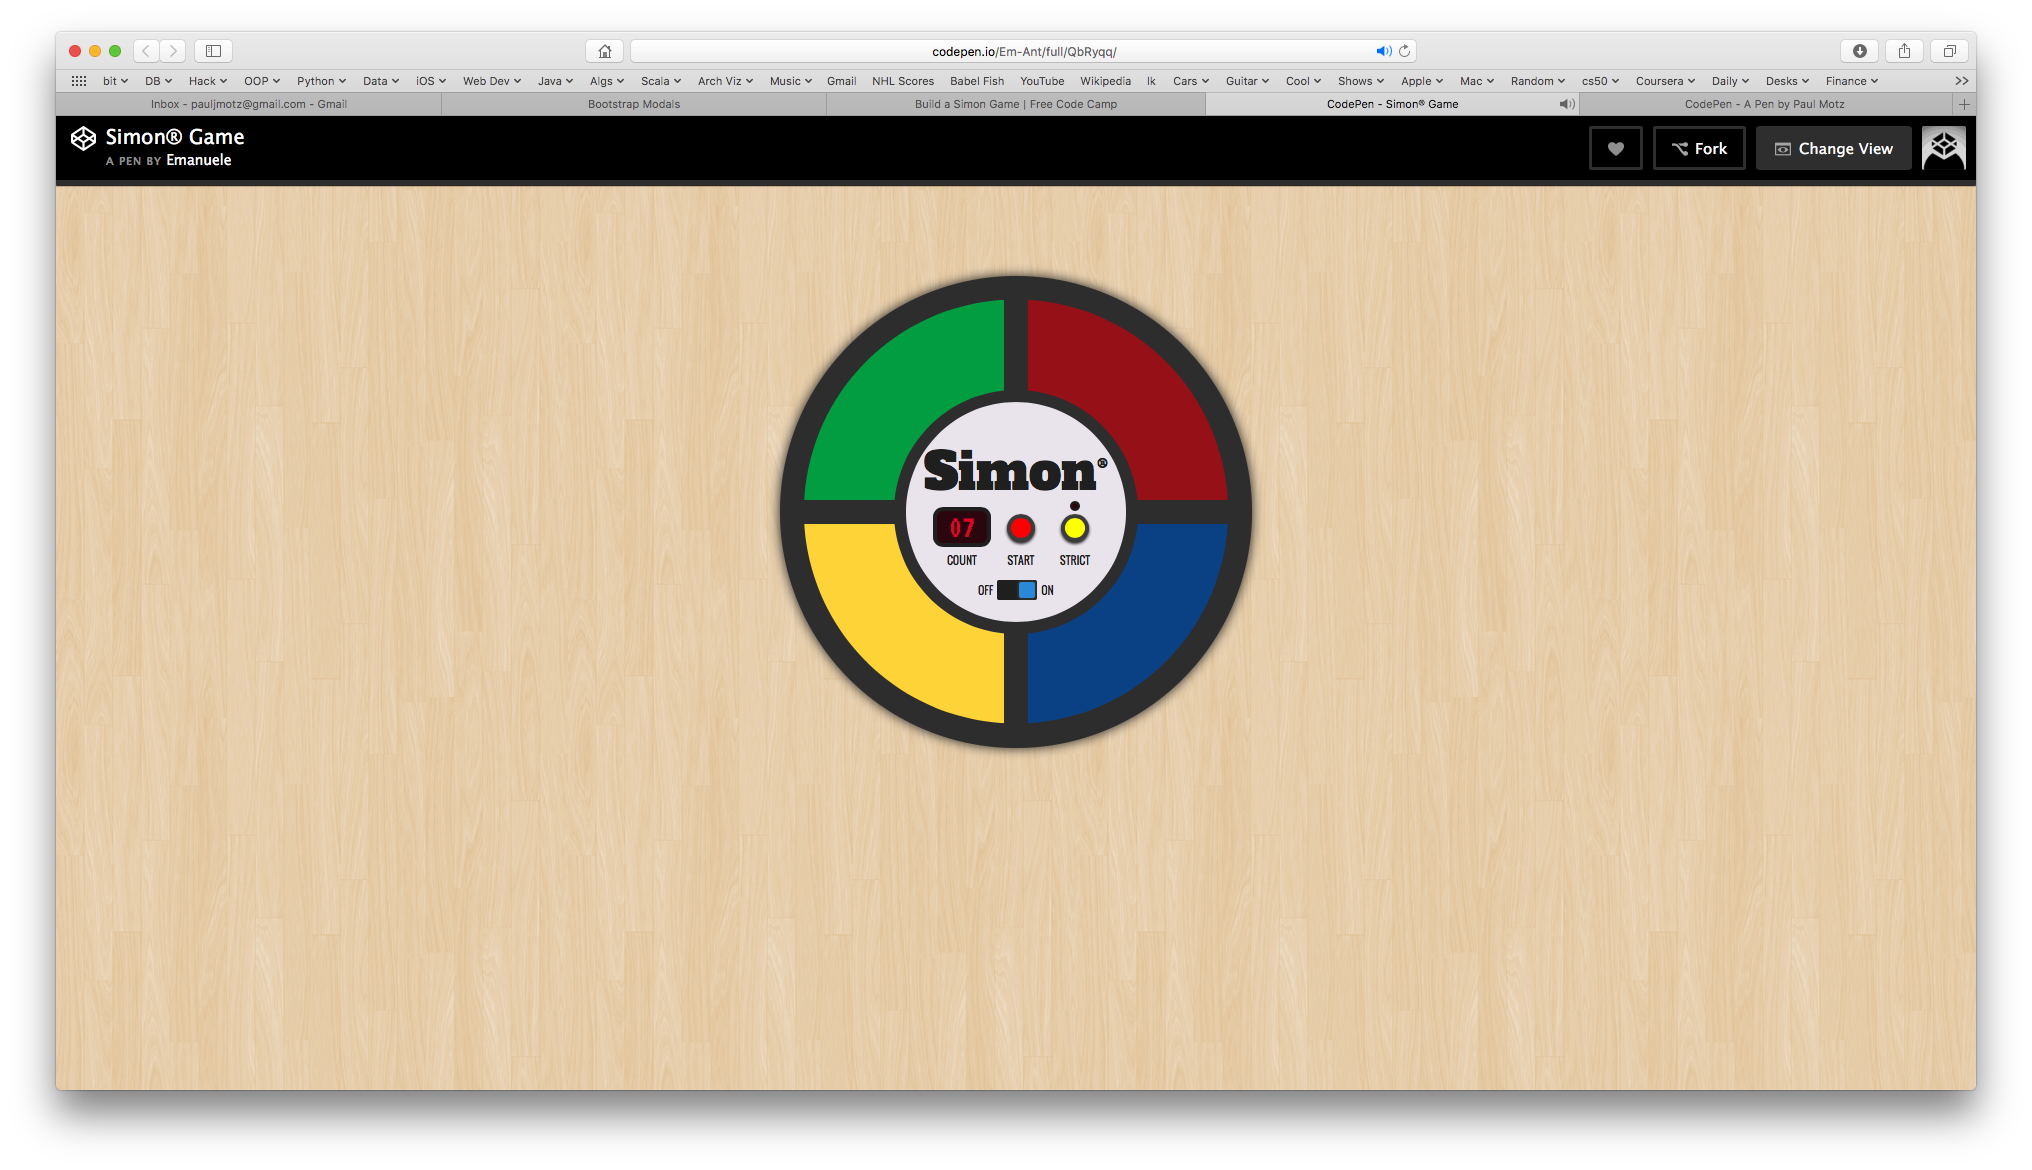 codepen.io/Em-Ant/full/QbRyqq/
bit DB Hack OOP Python Data iOS Web Dev Java Algs Scala Arch Viz Music Gmail NHL Scores Babel Fish YouTube Wikipedia lk Cars Guitar Cool Shows Apple Mac Random cs50 Coursera Daily Desks Finance
Inbox - pauljmotz@gmail.com - Gmail Bootstrap Modals Build a Simon Game | Free Code Camp CodePen - Simon® Game CodePen - A Pen by Paul Motz
Simon® Game
A PEN BY Emanuele
Fork Change View
Simon®
07
COUNT START STRICT
OFF ON